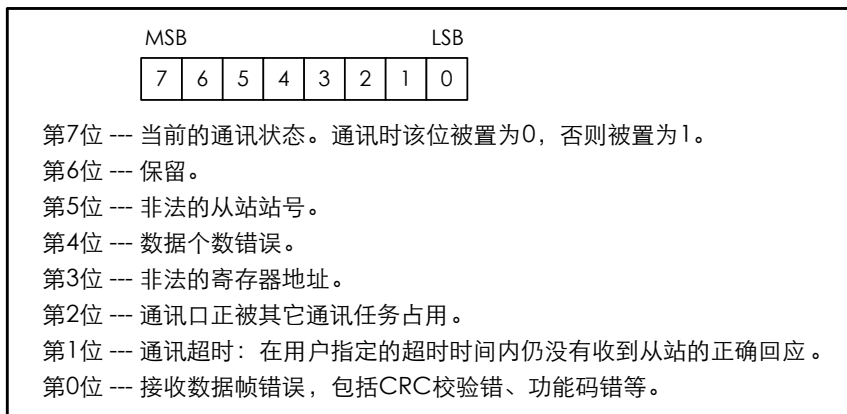 MSB LSB
7 6 5 4 3 2 1 0
第7位 --- 当前的通讯状态。通讯时该位被置为0，否则被置为1。
第6位 --- 保留。
第5位 --- 非法的从站站号。
第4位 --- 数据个数错误。
第3位 --- 非法的寄存器地址。
第2位 --- 通讯口正被其它通讯任务占用。
第1位 --- 通讯超时：在用户指定的超时时间内仍没有收到从站的正确回应。
第0位 --- 接收数据帧错误，包括CRC校验错、功能码错等。